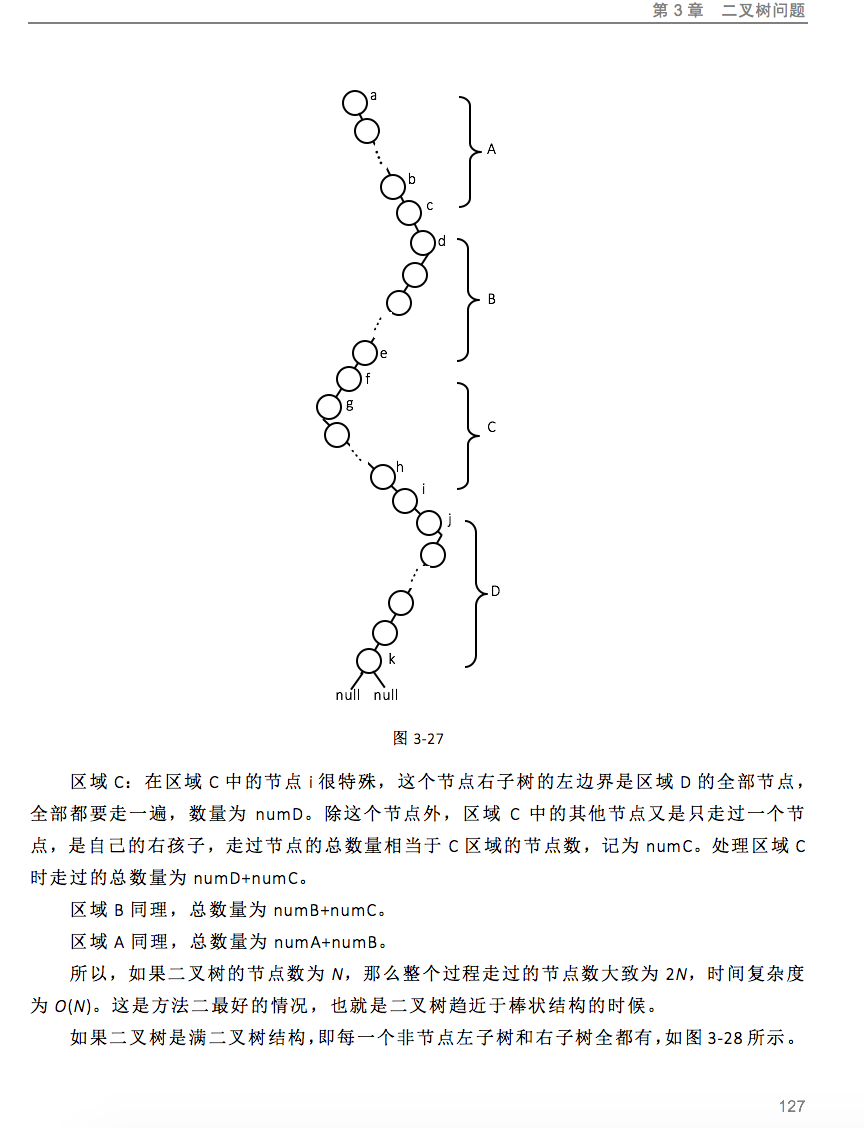 第 3 章 二叉树问题
a
A
b
c
d
B
e
f
g
C
h
i
j
D
k
null null
图 3-27
区域 C：在区域 C 中的节点 i 很特殊，这个节点右子树的左边界是区域 D 的全部节点，
全部都要走一遍，数量为 numD。除这个节点外，区域 C 中的其他节点又是只走过一个节
点，是自己的右孩子，走过节点的总数量相当于 C 区域的节点数，记为 numC。处理区域 C
时走过的总数量为 numD+numC。
区域 B 同理，总数量为 numB+numC。
区域 A 同理，总数量为 numA+numB。
所以，如果二叉树的节点数为 N，那么整个过程走过的节点数大致为 2N，时间复杂度
为 O(N)。这是方法二最好的情况，也就是二叉树趋近于棒状结构的时候。
如果二叉树是满二叉树结构，即每一个非节点左子树和右子树全都有，如图 3-28 所示。
127